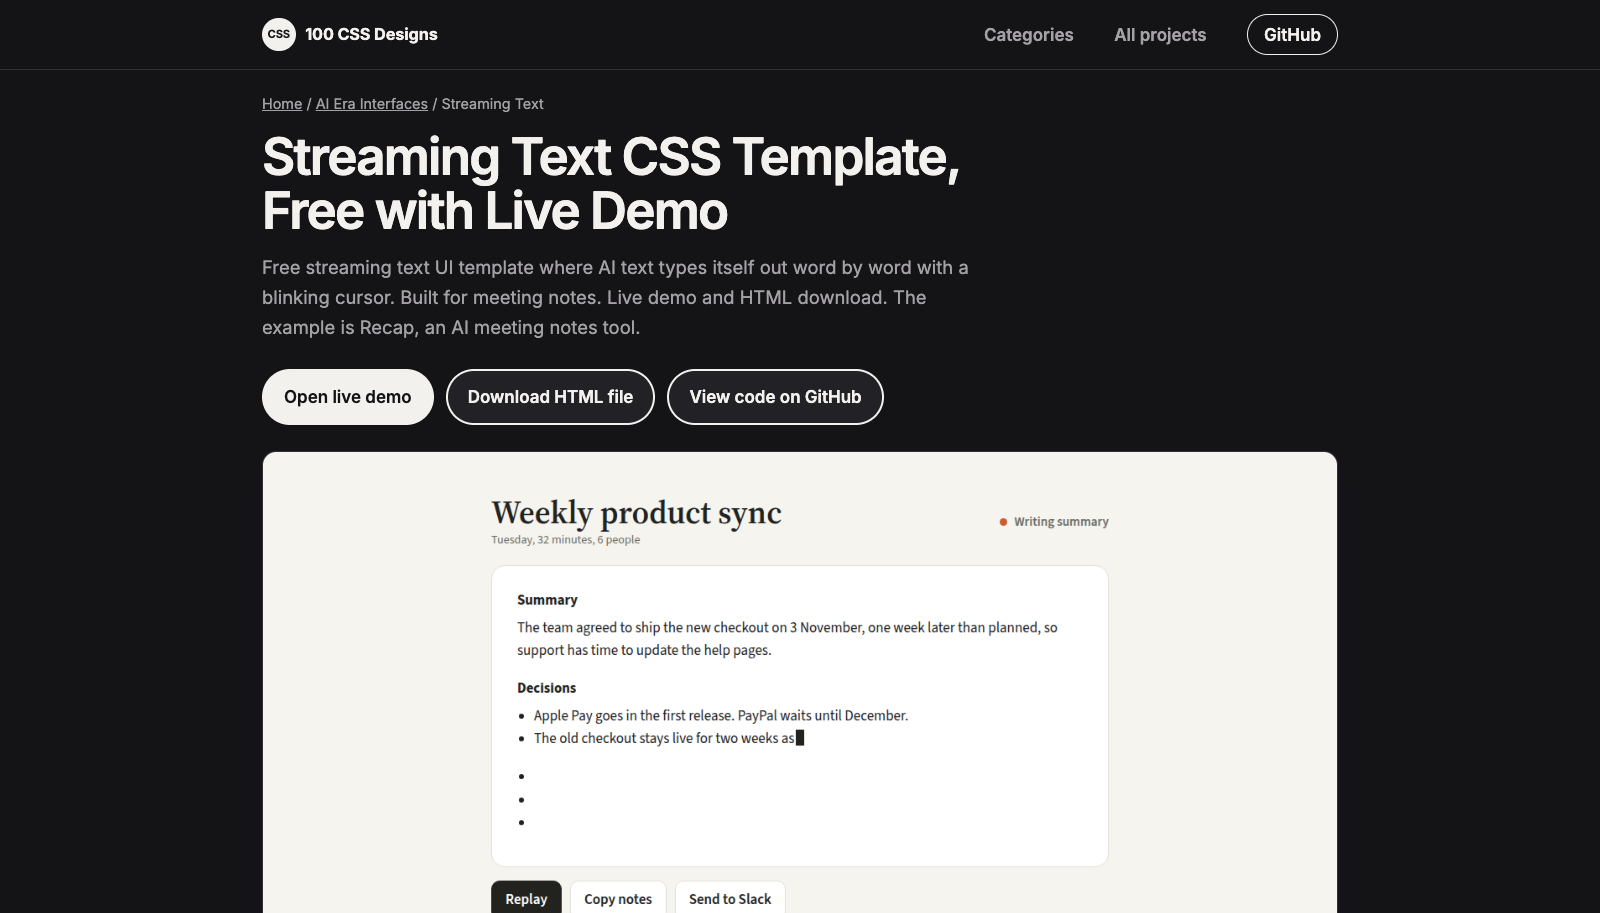 CSS 100 CSS Designs
Categories
All projects
GitHub
Home / AI Era Interfaces / Streaming Text
Streaming Text CSS Template,
Free with Live Demo
Free streaming text UI template where AI text types itself out word by word with a
blinking cursor. Built for meeting notes. Live demo and HTML download. The
example is Recap, an AI meeting notes tool.
Open live demo
Download HTML file
View code on GitHub
Weekly product sync
Writing summary
Tuesday, 32 minutes, 6 people
Summary
The team agreed to ship the new checkout on 3 November, one week later than planned, so
support has time to update the help pages.
Decisions
• Apple Pay goes in the first release. PayPal waits until December.
• The old checkout stays live for two weeks as
Replay
Copy notes
Send to Slack